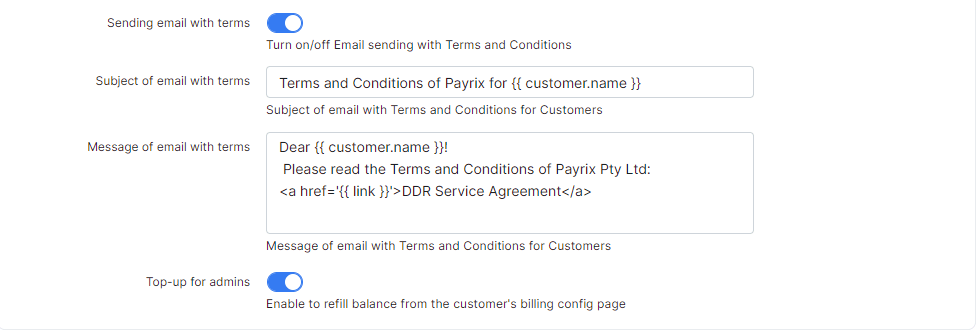 Sending email with terms
Turn on/off Email sending with Terms and Conditions
Subject of email with terms
Terms and Conditions of Payrix for {{ customer.name }}
Subject of email with Terms and Conditions for Customers
Message of email with terms
Dear {{ customer.name }}!
Please read the Terms and Conditions of Payrix Pty Ltd:
<a href='{{ link }}'>DDR Service Agreement</a>
Message of email with Terms and Conditions for Customers
Top-up for admins
Enable to refill balance from the customer's billing config page